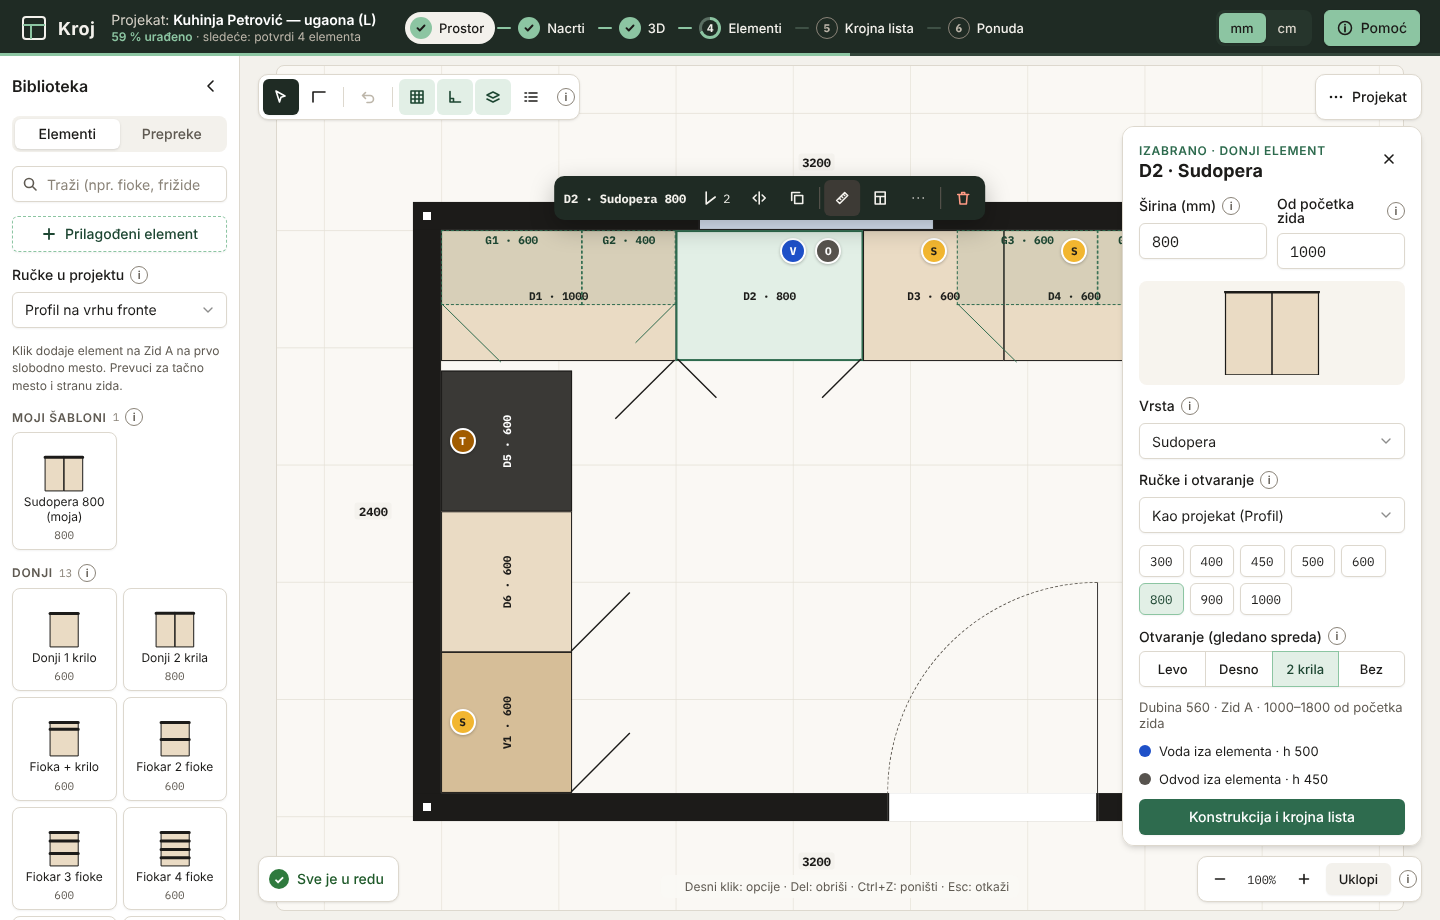 Kroj
Projekat: Kuhinja Petrović — ugaona (L)
59 % urađeno · sledeće: potvrdi 4 elementa
Prostor
Nacrti
3D
4 Elementi
5 Krojna lista
6 Ponuda
mm
cm
Pomoć
Biblioteka
Elementi
Prepreke
Traži (npr. fioke, frižide
Prilagođeni element
Ručke u projektu
Profil na vrhu fronte
Klik dodaje element na Zid A na prvo
slobodno mesto. Prevuci za tačno
mesto i stranu zida.
MOJI ŠABLONI 1
Sudopera 800
(moja)
800
DONJI 13
Donji 1 krilo
600
Donji 2 krila
800
Fioka + krilo
600
Fiokar 2 fioke
600
Fiokar 3 fioke
600
Fiokar 4 fioke
600
Projekat
3200
D2 · Sudopera 800
2
G1 · 600
G2 · 400
V
O
S
G3 · 600
S
D1 · 1000
D2 · 800
D3 · 600
D4 · 600
T
D5 · 600
2400
D6 · 600
S
V1 · 600
3200
Sve je u redu
Desni klik: opcije · Del: obriši · Ctrl+Z: poništi · Esc: otkaži
100%
Uklopi
IZABRANO · DONJI ELEMENT
D2 · Sudopera
Širina (mm)
800
Od početka
zida
1000
Vrsta
Sudopera
Ručke i otvaranje
Kao projekat (Profil)
300
400
450
500
600
800
900
1000
Otvaranje (gledano spreda)
Levo
Desno
2 krila
Bez
Dubina 560 · Zid A · 1000–1800 od početka
zida
Voda iza elementa · h 500
Odvod iza elementa · h 450
Konstrukcija i krojna lista